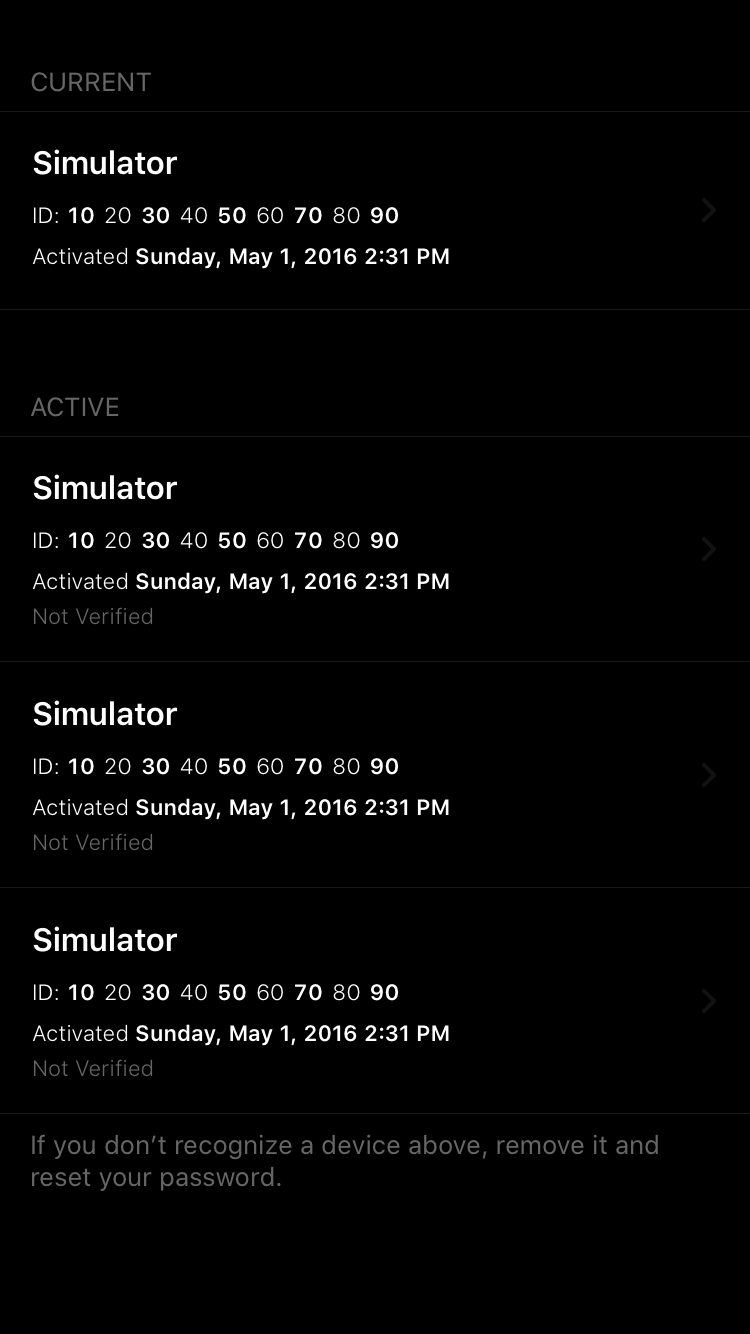 CURRENT
Simulator
ID: 10 20 30 40 50 60 70 80 90
Activated Sunday, May 1, 2016 2:31 PM
ACTIVE
Simulator
ID: 10 20 30 40 50 60 70 80 90
Activated Sunday, May 1, 2016 2:31 PM
Not Verified
Simulator
ID: 10 20 30 40 50 60 70 80 90
Activated Sunday, May 1, 2016 2:31 PM
Not Verified
Simulator
ID: 10 20 30 40 50 60 70 80 90
Activated Sunday, May 1, 2016 2:31 PM
Not Verified
If you don’t recognize a device above, remove it and
reset your password.